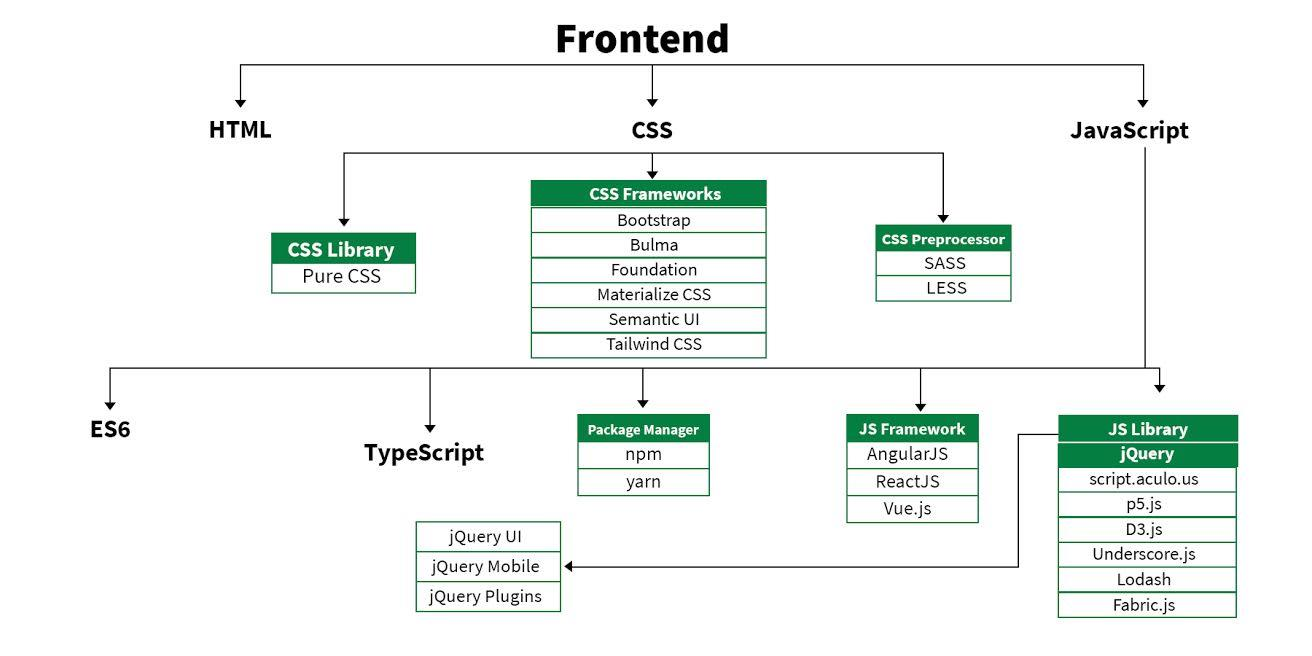 Frontend
HTML
CSS
JavaScript
CSS Library
Pure CSS
CSS Frameworks
Bootstrap
Bulma
Foundation
Materialize CSS
Semantic UI
Tailwind CSS
CSS Preprocessor
SASS
LESS
ES6
TypeScript
Package Manager
npm
yarn
JS Framework
AngularJS
ReactJS
Vue.js
JS Library
jQuery
script.aculo.us
p5.js
D3.js
Underscore.js
Lodash
Fabric.js
jQuery UI
jQuery Mobile
jQuery Plugins